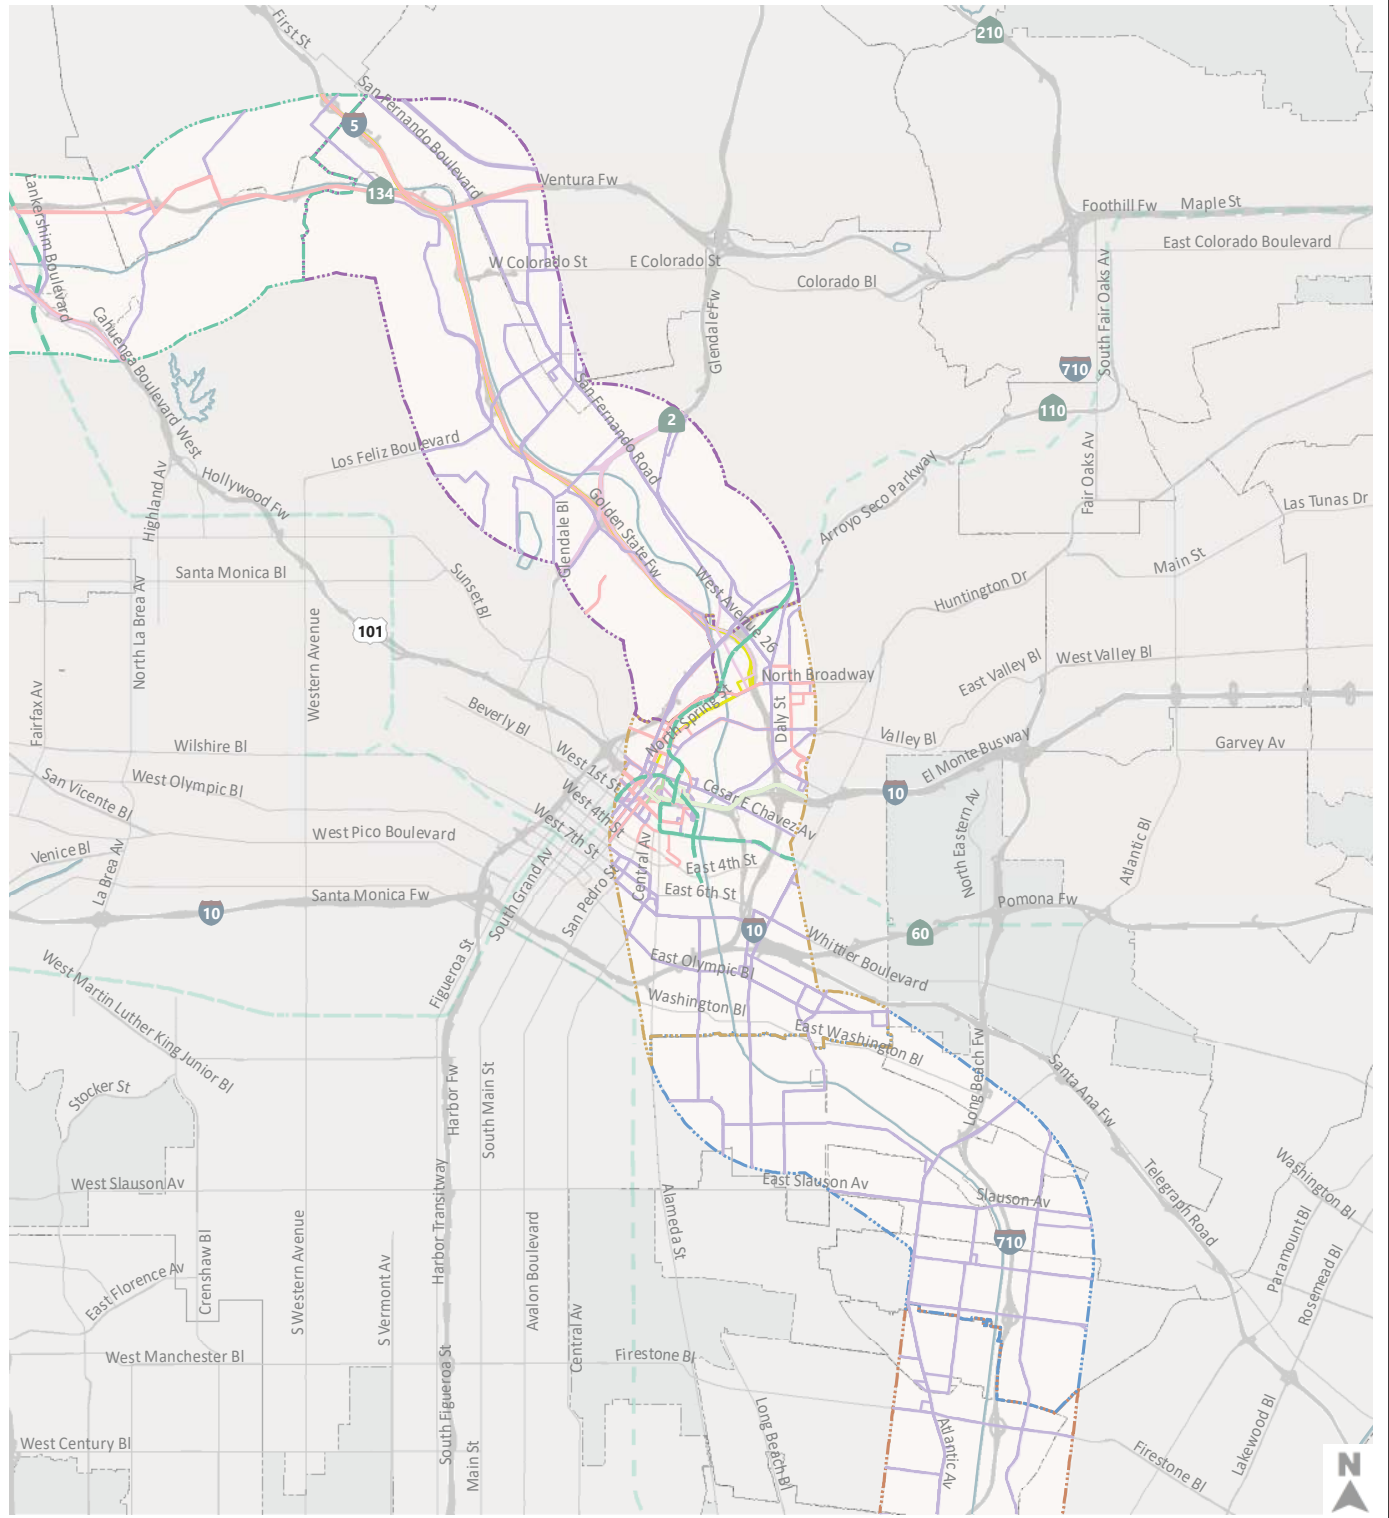 First St
210
San Fernando Boulevard
5
134
Ventura Fw
Lankershim Boulevard
Foothill Fw
Maple St
East Colorado Boulevard
W Colorado St
E Colorado St
Colorado Bl
South Fair Oaks Av
Glendale Fw
Cahuenga Boulevard West
710
110
2
San Fernando Road
Los Feliz Boulevard
Highland Av
Hollywood Fw
Arroyo Seco Parkway
Fair Oaks Av
Las Tunas Dr
Glendale Bl
Golden State Fw
Santa Monica Bl
Sunset Bl
West Avenue 26
Huntington Dr
Main St
North La Brea Av
Western Avenue
101
East Valley Bl
West Valley Bl
North Broadway
Fairfax Av
Beverly Bl
North Spring St
Daly St
Valley Bl
El Monte Busway
Garvey Av
Wilshire Bl
West 1st St
San Vicente Bl
West Olympic Bl
West 4th St
Cesar E Chavez Av
10
West 7th St
West Pico Boulevard
Venice Bl
La Brea Av
Central Av
East 4th St
North Eastern Av
Atlantic Bl
South Grand Av
San Pedro St
East 6th St
Santa Monica Fw
10
Pomona Fw
10
60
Whittier Boulevard
West Martin Luther King Junior Bl
Figueroa St
East Olympic Bl
Washington Bl
East Washington Bl
Stocker St
Harbor Fw
South Main St
Long Beach Fw
Santa Ana Fw
West Slauson Av
East Slauson Av
Slauson Av
Telegraph Road
Washington Bl
Harbor Transitway
Alameda St
Paramount Bl
Rosemead Bl
710
East Florence Av
Crenshaw Bl
S Western Avenue
S Vermont Av
Avalon Boulevard
Central Av
West Manchester Bl
Firestone Bl
South Figueroa St
Long Beach Bl
Atlantic Av
Lakewood Bl
West Century Bl
Main St
Firestone Bl
N